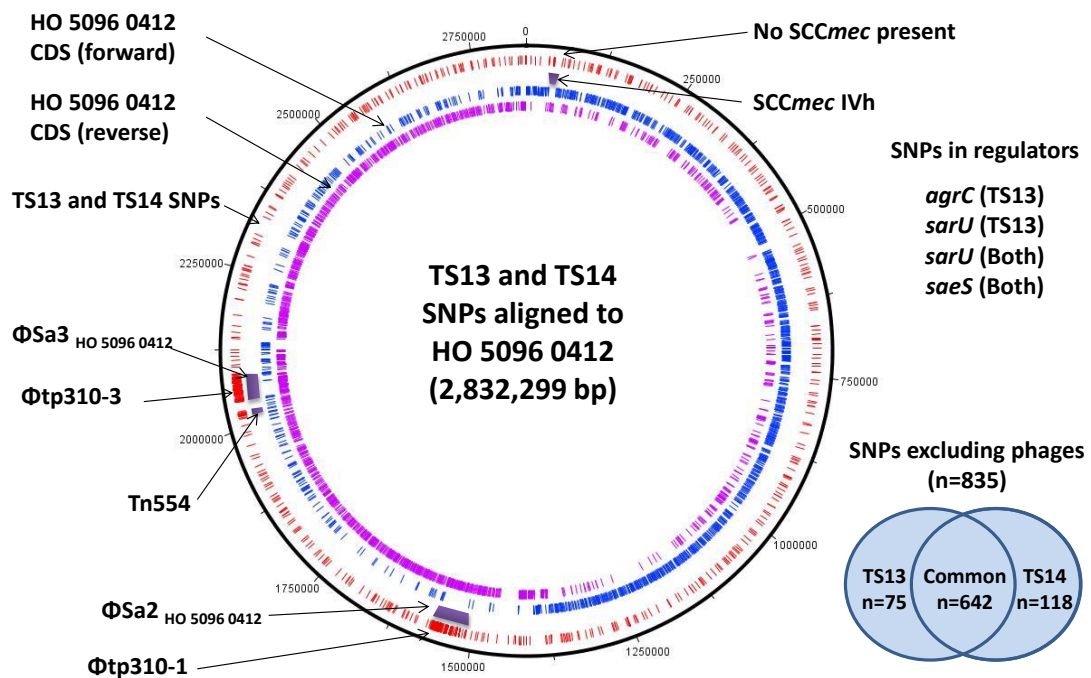 HO 5096 0412
CDS (forward)
HO 5096 0412
CDS (reverse)
TS13 and TS14 SNPs
ΦSa3 HO 5096 0412
Φtp310-3
Tn554
ΦSa2 HO 5096 0412
Φtp310-1
0
250000
500000
750000
1000000
1250000
1500000
1750000
2000000
2250000
2500000
2750000
No SCCmec present
SCCmec IVh
TS13 and TS14
SNPs aligned to
HO 5096 0412
(2,832,299 bp)
SNPs in regulators
agrC (TS13)
sarU (TS13)
sarU (Both)
saeS (Both)
SNPs excluding phages
(n=835)
TS13
n=75
Common
n=642
TS14
n=118